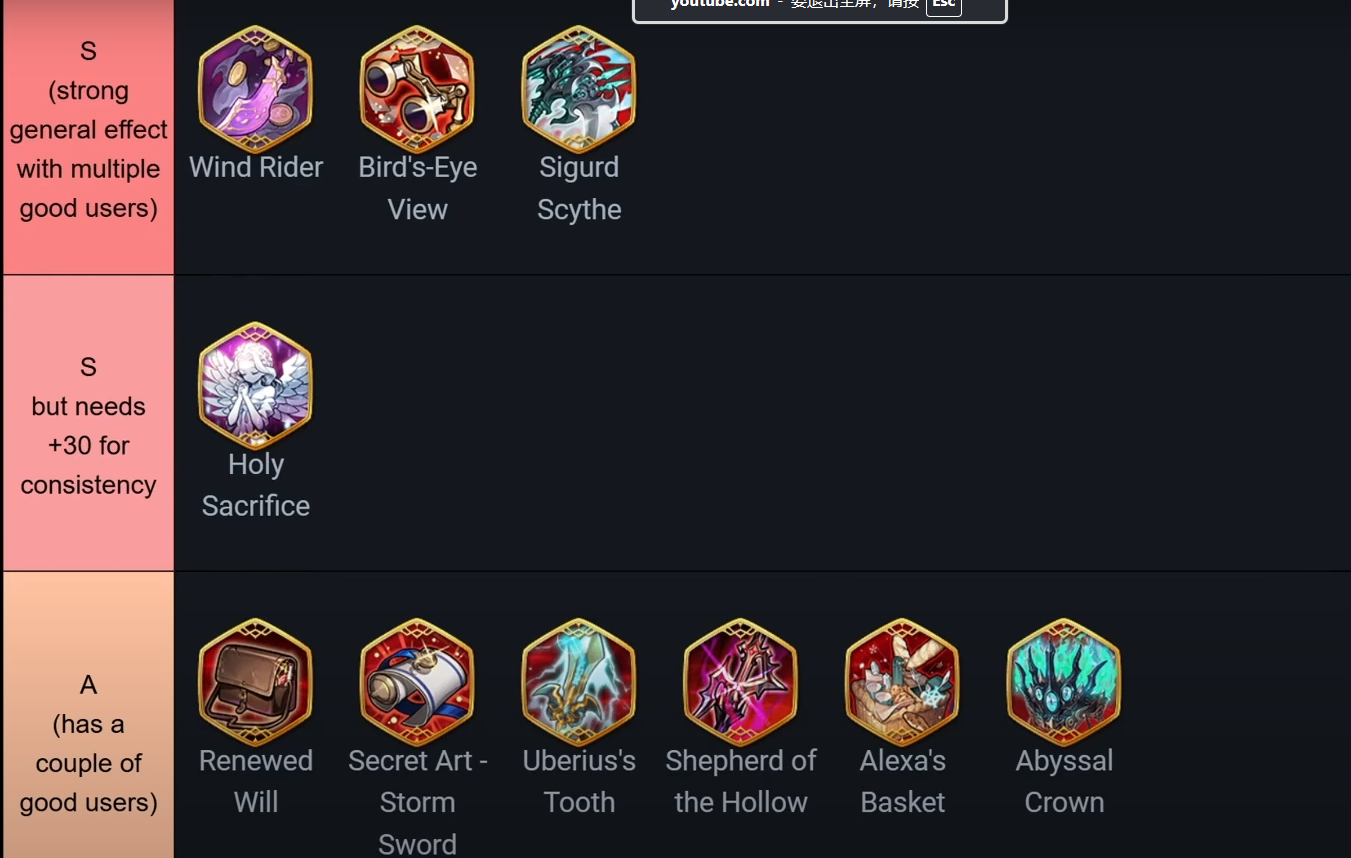 youtube.com - 要退出全屏，请按 Esc
S
(strong
general effect
with multiple
good users)
Wind Rider
Bird's-Eye
View
Sigurd
Scythe
S
but needs
+30 for
consistency
Holy
Sacrifice
A
(has a
couple of
good users)
Renewed
Will
Secret Art -
Storm
Sword
Uberius's
Tooth
Shepherd of
the Hollow
Alexa's
Basket
Abyssal
Crown